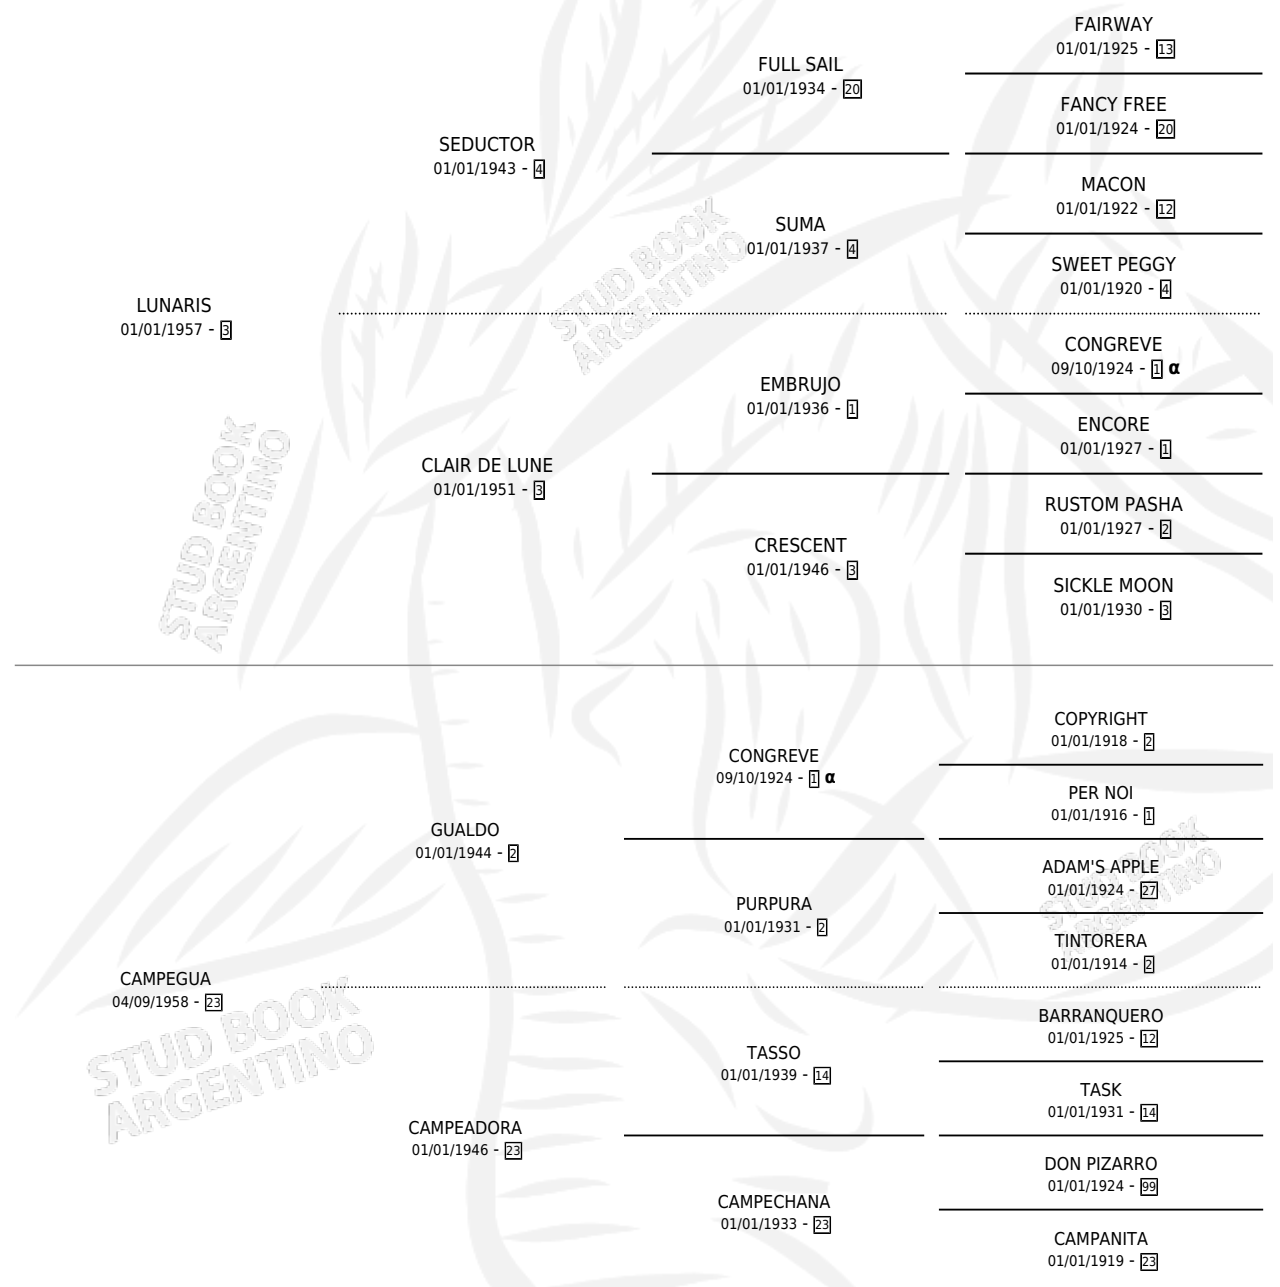 LUNARIS
01/01/1957 - 3
SEDUCTOR
01/01/1943 - 4
FULL SAIL
01/01/1934 - 20
FAIRWAY
01/01/1925 - 13
FANCY FREE
01/01/1924 - 20
SUMA
01/01/1937 - 4
MACON
01/01/1922 - 12
SWEET PEGGY
01/01/1920 - 4
CLAIR DE LUNE
01/01/1951 - 3
EMBRUJO
01/01/1936 - 1
CONGREVE
09/10/1924 - 1 α
ENCORE
01/01/1927 - 1
CRESCENT
01/01/1946 - 3
RUSTOM PASHA
01/01/1927 - 2
SICKLE MOON
01/01/1930 - 3
CAMPEGUA
04/09/1958 - 23
GUALDO
01/01/1944 - 2
CONGREVE
09/10/1924 - 1 α
COPYRIGHT
01/01/1918 - 2
PER NOI
01/01/1916 - 1
PURPURA
01/01/1931 - 2
ADAM'S APPLE
01/01/1924 - 27
TINTORERA
01/01/1914 - 2
CAMPEADORA
01/01/1946 - 23
TASSO
01/01/1939 - 14
BARRANQUERO
01/01/1925 - 12
TASK
01/01/1931 - 14
CAMPECHANA
01/01/1933 - 23
DON PIZARRO
01/01/1924 - 99
CAMPANITA
01/01/1919 - 23
STUD BOOK
ARGENTINO
STUD BOOK
ARGENTINO
STUD BOOK
ARGENTINO
STUD BOOK
ARGENTINO